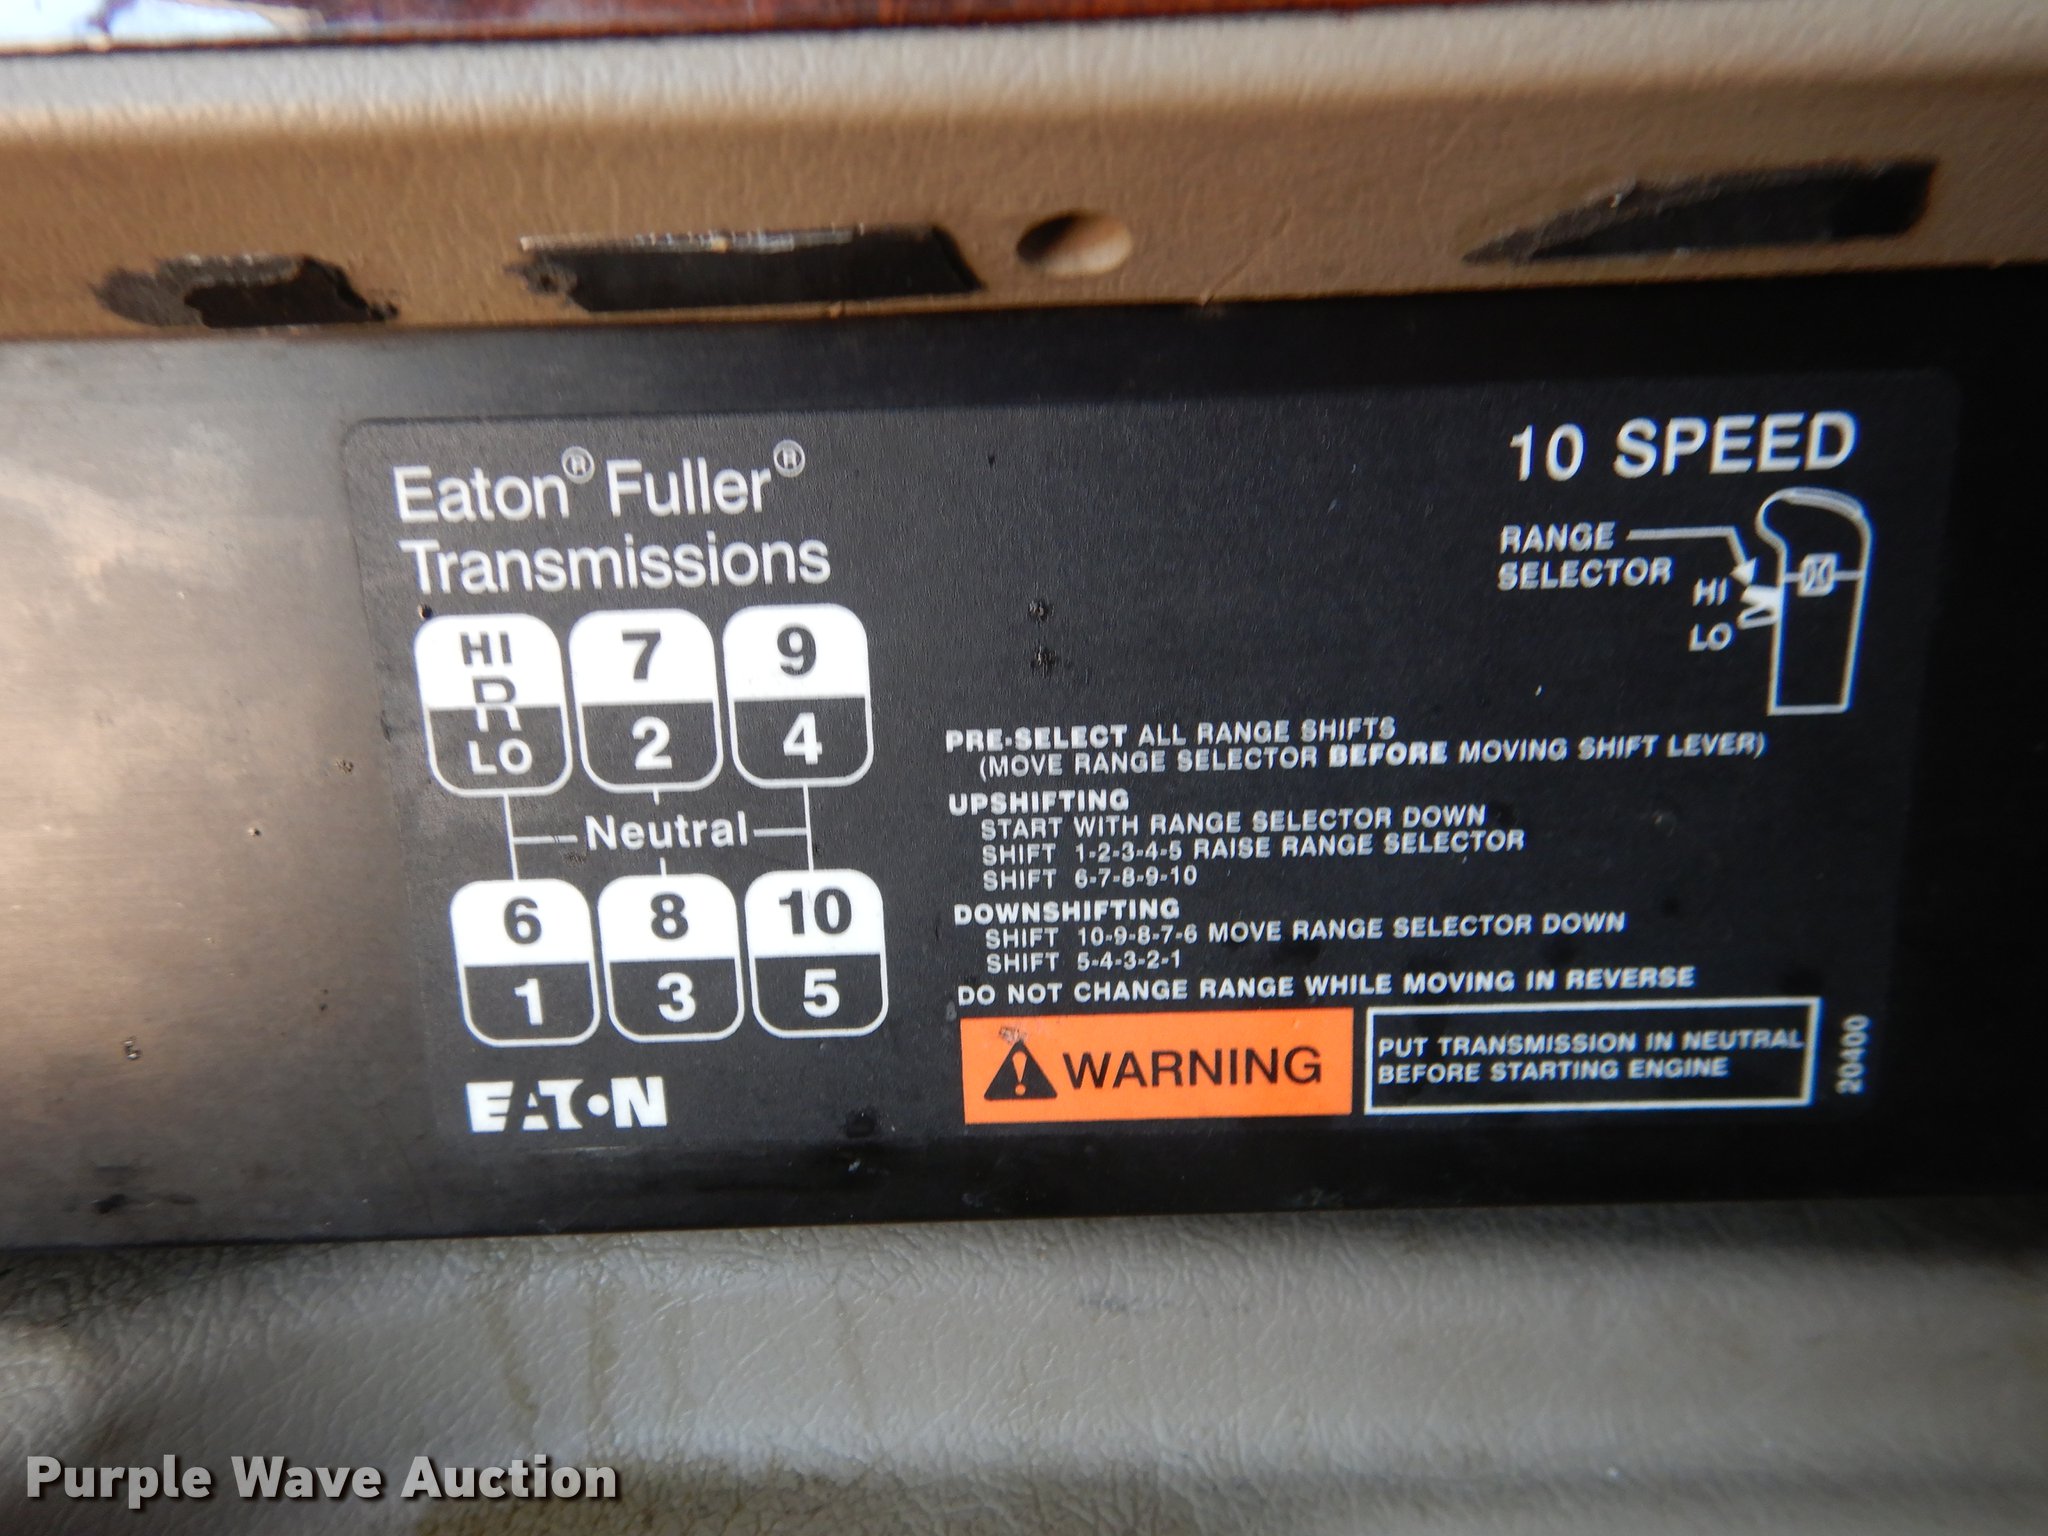 Eaton® Fuller®
Transmissions
10 SPEED
RANGE
SELECTOR
HI
LO
HI
R
LO
7
2
9
4
Neutral
6
1
8
3
10
5
EATON
PRE-SELECT ALL RANGE SHIFTS
(MOVE RANGE SELECTOR BEFORE MOVING SHIFT LEVER)
UPSHIFTING
START WITH RANGE SELECTOR DOWN
SHIFT 1-2-3-4-5 RAISE RANGE SELECTOR
SHIFT 6-7-8-9-10
DOWNSHIFTING
SHIFT 10-9-8-7-6 MOVE RANGE SELECTOR DOWN
SHIFT 5-4-3-2-1
DO NOT CHANGE RANGE WHILE MOVING IN REVERSE
WARNING
PUT TRANSMISSION IN NEUTRAL
BEFORE STARTING ENGINE
20400
Purple Wave Auction